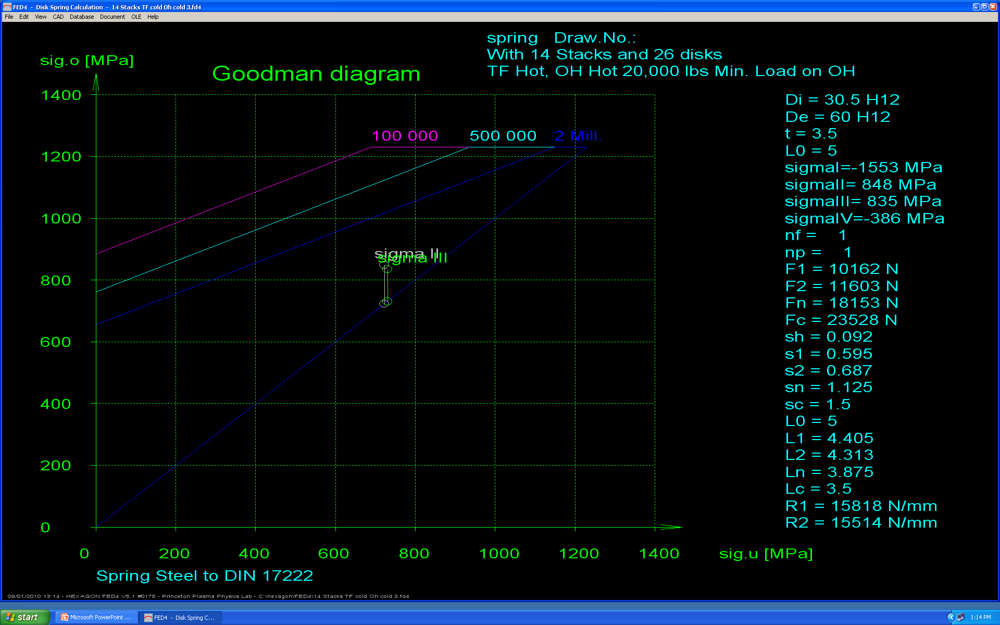 FED4 - Disk Spring Calculation - 14 Stacks TF cold Oh cold 3.fd4
File Edit View CAD Database Document OLE Help
spring Draw.No.:
With 14 Stacks and 26 disks
TF Hot, OH Hot 20,000 lbs Min. Load on OH
sig.o [MPa]
Goodman diagram
1400
1200
1000
800
600
400
200
0
100 000
500 000
2 Mill.
sigma II
sigma III
0 200 400 600 800 1000 1200 1400 sig.u [MPa]
Di = 30.5 H12
De = 60 H12
t = 3.5
L0 = 5
sigmaI=-1553 MPa
sigmaII= 848 MPa
sigmaIII= 835 MPa
sigmaIV=-386 MPa
nf = 1
np = 1
F1 = 10162 N
F2 = 11603 N
Fn = 18153 N
Fc = 23528 N
sh = 0.092
s1 = 0.595
s2 = 0.687
sn = 1.125
sc = 1.5
L0 = 5
L1 = 4.405
L2 = 4.313
Ln = 3.875
Lc = 3.5
R1 = 15818 N/mm
R2 = 15514 N/mm
Spring Steel to DIN 17222
09/01/2010 13:14 - HEXAGON FED4 V5.1 #0175 - Princeton Plasma Physics Lab - C:\hexagon\FED4\14 Stacks TF cold Oh cold 3.fd4
start
Microsoft PowerPoint ...
FED4 - Disk Spring C...
1:14 PM